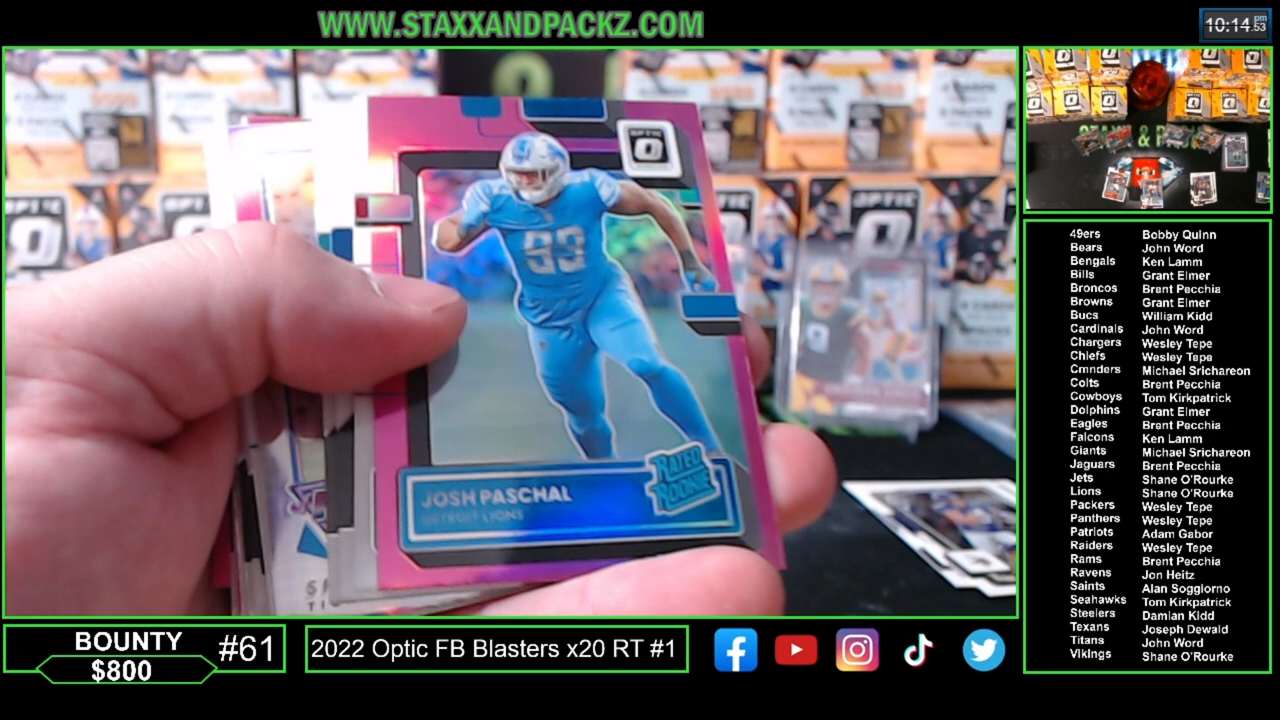 WWW.STAXXANDPACKZ.COM
10:14 pm .53
OPTIC
93
RATED
ROOKIE
JOSH PASCHAL
DETROIT LIONS
49ers Bobby Quinn
Bears John Word
Bengals Ken Lamm
Bills Grant Elmer
Broncos Brent Pecchia
Browns Grant Elmer
Bucs William Kidd
Cardinals John Word
Chargers Wesley Tepe
Chiefs Wesley Tepe
Cmnders Michael Srichareon
Colts Brent Pecchia
Cowboys Tom Kirkpatrick
Dolphins Grant Elmer
Eagles Brent Pecchia
Falcons Ken Lamm
Giants Michael Srichareon
Jaguars Brent Pecchia
Jets Shane O'Rourke
Lions Shane O'Rourke
Packers Wesley Tepe
Panthers Wesley Tepe
Patriots Adam Gabor
Raiders Wesley Tepe
Rams Brent Pecchia
Ravens Jon Heitz
Saints Alan Soggiorno
Seahawks Tom Kirkpatrick
Steelers Damian Kidd
Texans Joseph Dewald
Titans John Word
Vikings Shane O'Rourke
BOUNTY #61
$800
2022 Optic FB Blasters x20 RT #1